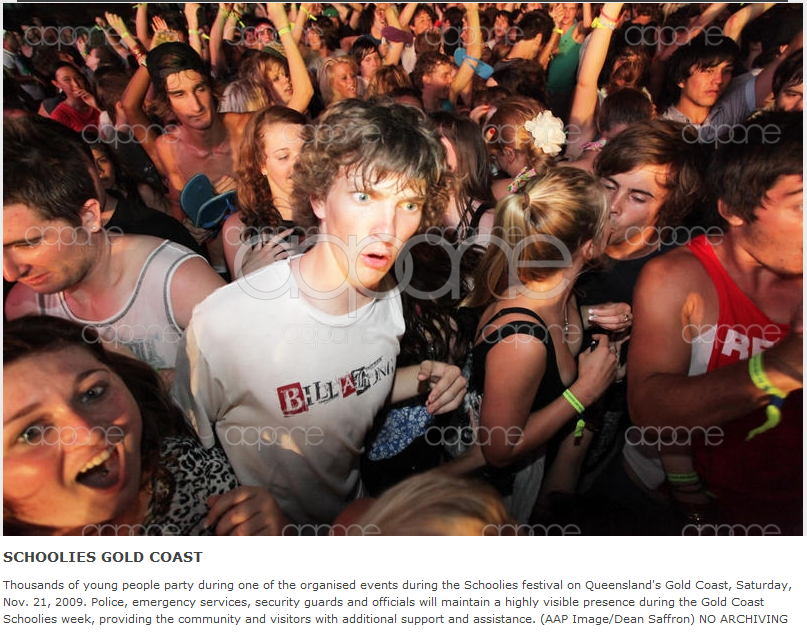 aapone
BILLABONG
RE
SCHOOLIES GOLD COAST
Thousands of young people party during one of the organised events during the Schoolies festival on Queensland's Gold Coast, Saturday,
Nov. 21, 2009. Police, emergency services, security guards and officials will maintain a highly visible presence during the Gold Coast
Schoolies week, providing the community and visitors with additional support and assistance. (AAP Image/Dean Saffron) NO ARCHIVING